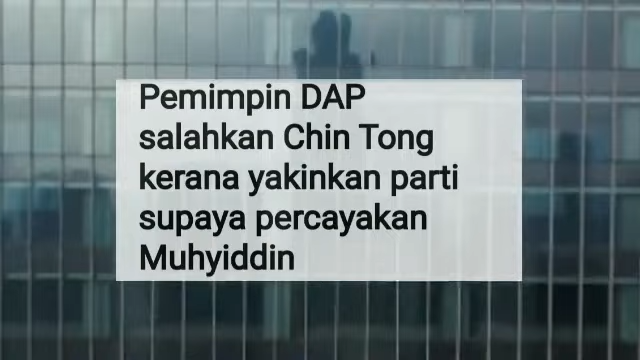 Pemimpin DAP
salahkan Chin Tong
kerana yakinkan parti
supaya percayakan
Muhyiddin